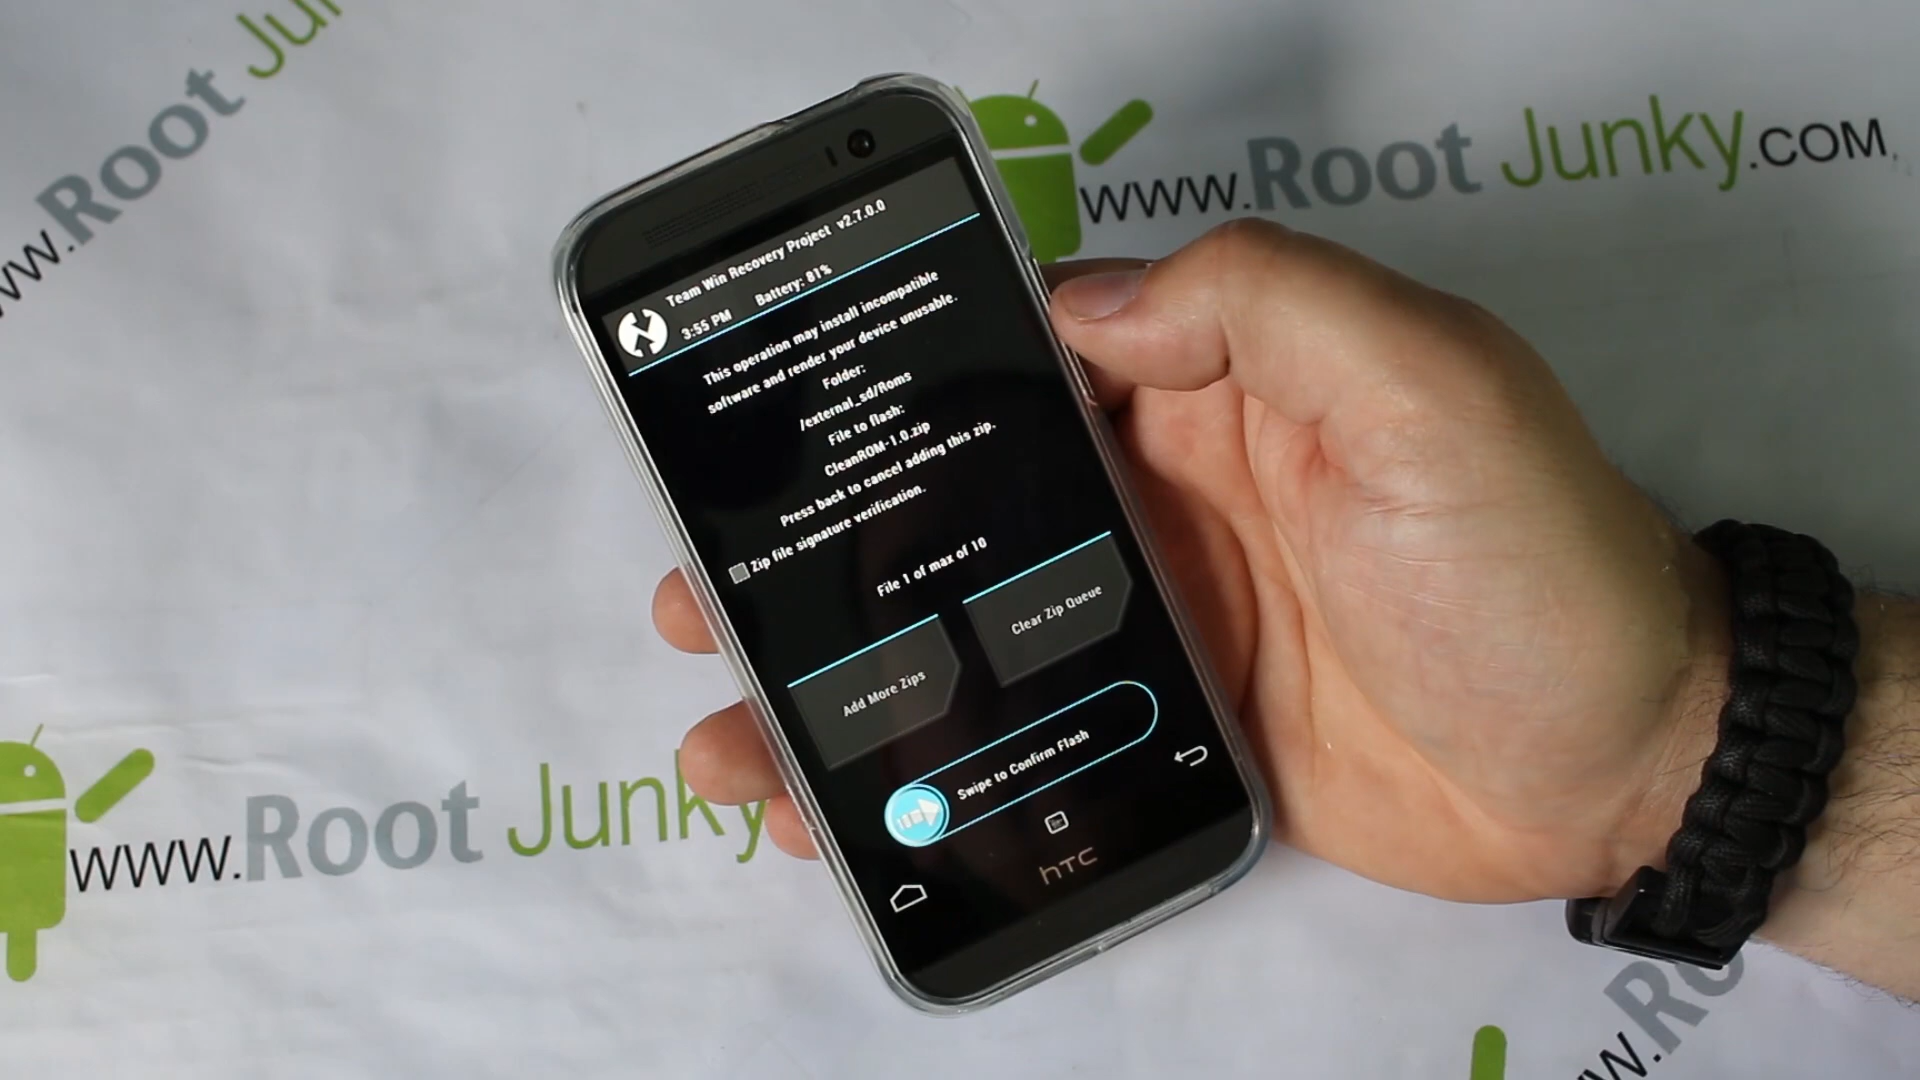 www.Root Ju
www.Root Junky.COM
Team Win Recovery Project v2.7.0.0
3:55 PM Battery: 81%
This operation may install incompatible
software and render your device unusable.
Folder:
/external_sd/Roms
File to flash:
CleanROM-1.0.zip
Press back to cancel adding this zip.
Zip file signature verification.
File 1 of max of 10
Add More Zips
Clear Zip Queue
Swipe to Confirm Flash
hTC
www.Root Junky
w.Ro